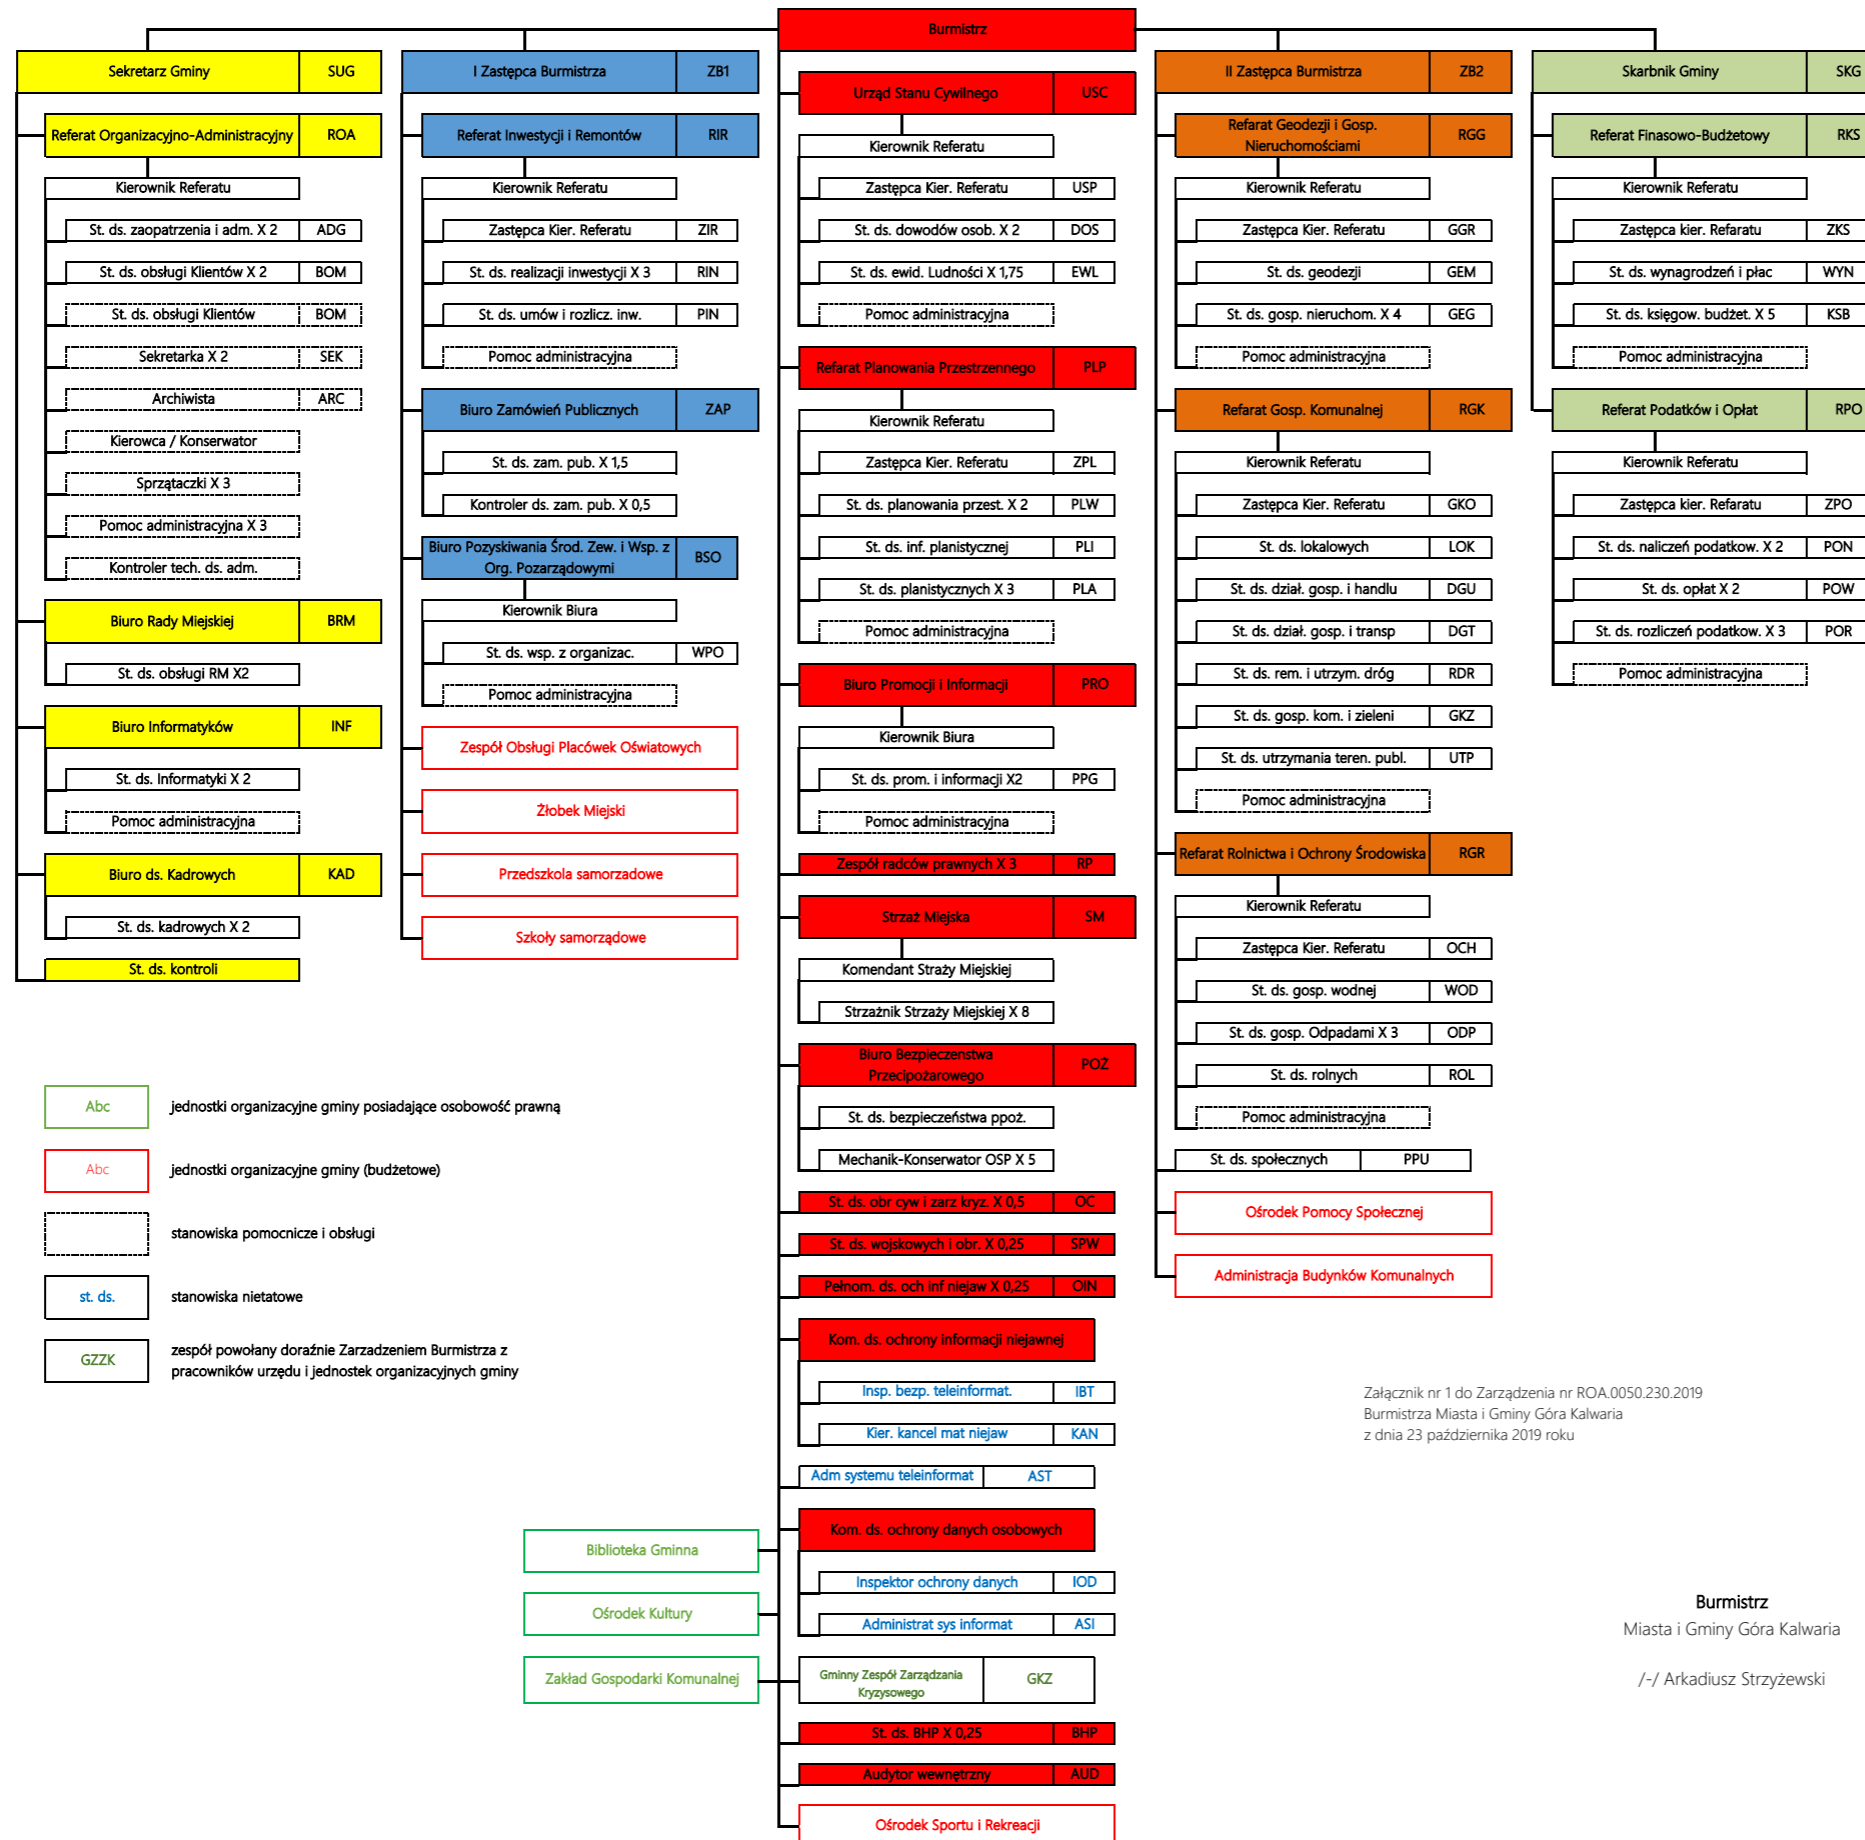 Burmistrz
Sekretarz Gminy SUG
Referat Organizacyjno-Administracyjny ROA
Kierownik Referatu
St. ds. zaopatrzenia i adm. X 2 ADG
St. ds. obsługi Klientów X 2 BOM
St. ds. obsługi Klientów BOM
Sekretarka X 2 SEK
Archiwista ARC
Kierowca / Konserwator
Sprzątaczki X 3
Pomoc administracyjna X 3
Kontroler tech. ds. adm.
Biuro Rady Miejskiej BRM
St. ds. obsługi RM X2
Biuro Informatyków INF
St. ds. Informatyki X 2
Pomoc administracyjna
Biuro ds. Kadrowych KAD
St. ds. kadrowych X 2
St. ds. kontroli
I Zastępca Burmistrza ZB1
Referat Inwestycji i Remontów RIR
Kierownik Referatu
Zastępca Kier. Referatu ZIR
St. ds. realizacji inwestycji X 3 RIN
St. ds. umów i rozlicz. inw. PIN
Pomoc administracyjna
Biuro Zamówień Publicznych ZAP
St. ds. zam. pub. X 1,5
Kontroler ds. zam. pub. X 0,5
Biuro Pozyskiwania Środ. Zew. i Wsp. z
Org. Pozarządowymi BSO
Kierownik Biura
St. ds. wsp. z organizac. WPO
Pomoc administracyjna
Zespół Obsługi Placówek Oświatowych
Żłobek Miejski
Przedszkola samorzadowe
Szkoły samorządowe
Urząd Stanu Cywilnego USC
Kierownik Referatu
Zastępca Kier. Referatu USP
St. ds. dowodów osob. X 2 DOS
St. ds. ewid. Ludności X 1,75 EWL
Pomoc administracyjna
Refarat Planowania Przestrzennego PLP
Kierownik Referatu
Zastępca Kier. Referatu ZPL
St. ds. planowania przest. X 2 PLW
St. ds. inf. planistycznej PLI
St. ds. planistycznych X 3 PLA
Pomoc administracyjna
Biuro Promocji i Informacji PRO
Kierownik Biura
St. ds. prom. i informacji X2 PPG
Pomoc administracyjna
Zespół radców prawnych X 3 RP
Strzaż Miejska SM
Komendant Straży Miejskiej
Strzażnik Strzaży Miejskiej X 8
Biuro Bezpieczenstwa
Przecipożarowego POŻ
St. ds. bezpieczeństwa ppoż.
Mechanik-Konserwator OSP X 5
St. ds. obr cyw i zarz kryz. X 0,5 OC
St. ds. wojskowych i obr. X 0,25 SPW
Pełnom. ds. och inf niejaw X 0,25 OIN
Kom. ds. ochrony informacji niejawnej
Insp. bezp. teleinformat. IBT
Kier. kancel mat niejaw KAN
Adm systemu teleinformat AST
Kom. ds. ochrony danych osobowych
Inspektor ochrony danych IOD
Administrat sys informat ASI
Gminny Zespół Zarządzania
Kryzysowego GKZ
St. ds. BHP X 0,25 BHP
Audytor wewnętrzny AUD
Ośrodek Sportu i Rekreacji
Biblioteka Gminna
Ośrodek Kultury
Zakład Gospodarki Komunalnej
II Zastępca Burmistrza ZB2
Refarat Geodezji i Gosp.
Nieruchomościami RGG
Kierownik Referatu
Zastępca Kier. Referatu GGR
St. ds. geodezji GEM
St. ds. gosp. nieruchom. X 4 GEG
Pomoc administracyjna
Refarat Gosp. Komunalnej RGK
Kierownik Referatu
Zastępca Kier. Referatu GKO
St. ds. lokalowych LOK
St. ds. dział. gosp. i handlu DGU
St. ds. dział. gosp. i transp DGT
St. ds. rem. i utrzym. dróg RDR
St. ds. gosp. kom. i zieleni GKZ
St. ds. utrzymania teren. publ. UTP
Pomoc administracyjna
Refarat Rolnictwa i Ochrony Środowiska RGR
Kierownik Referatu
Zastępca Kier. Referatu OCH
St. ds. gosp. wodnej WOD
St. ds. gosp. Odpadami X 3 ODP
St. ds. rolnych ROL
Pomoc administracyjna
St. ds. społecznych PPU
Ośrodek Pomocy Społecznej
Administracja Budynków Komunalnych
Skarbnik Gminy SKG
Referat Finasowo-Budżetowy RKS
Kierownik Referatu
Zastępca kier. Refaratu ZKS
St. ds. wynagrodzeń i płac WYN
St. ds. księgow. budżet. X 5 KSB
Pomoc administracyjna
Referat Podatków i Opłat RPO
Kierownik Referatu
Zastępca kier. Refaratu ZPO
St. ds. naliczeń podatkow. X 2 PON
St. ds. opłat X 2 POW
St. ds. rozliczeń podatkow. X 3 POR
Pomoc administracyjna
Abc jednostki organizacyjne gminy posiadające osobowość prawną
Abc jednostki organizacyjne gminy (budżetowe)
stanowiska pomocnicze i obsługi
st. ds. stanowiska nietatowe
GZZK zespół powołany doraźnie Zarzadzeniem Burmistrza z
pracowników urzędu i jednostek organizacyjnych gminy
Załącznik nr 1 do Zarządzenia nr ROA.0050.230.2019
Burmistrza Miasta i Gminy Góra Kalwaria
z dnia 23 października 2019 roku
Burmistrz
Miasta i Gminy Góra Kalwaria
/-/ Arkadiusz Strzyżewski